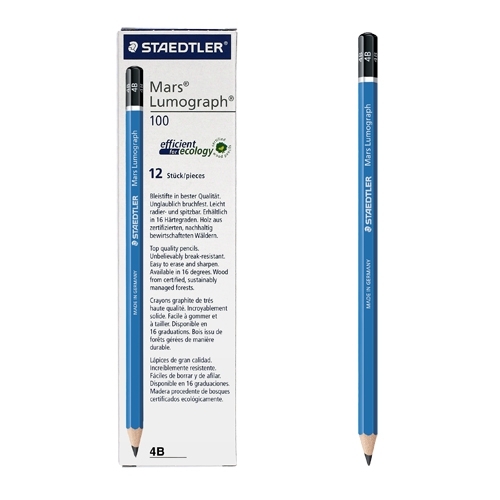 STAEDTLER
Mars® 
Lumograph®
100
efficient
for ecology
12 Stück/pieces
Bleistifte in bester Qualität.
Unglaublich bruchfest. Leicht
radier- und spitzbar. Erhältlich
in 16 Härtegraden. Holz aus
zertifizierten, nachhaltig
bewirtschafteten Wäldern.
Top quality pencils.
Unbelievably break-resistant.
Easy to erase and sharpen.
Available in 16 degrees. Wood
from certified, sustainably
managed forests.
Crayons graphite de très
haute qualité. Incroyablement
solide. Facile à gommer et
à tailler. Disponible en
16 graduations. Bois issu de
forêts gérées de manière
durable.
Lápices de gran calidad.
Increíblemente resistente.
Fáciles de borrar y de afilar.
Disponible en 16 graduaciones.
Madera procedente de bosques
certificados ecológicamente.
4B
4B
Mars Lumograph
STAEDTLER
MADE IN GERMANY
4B
Mars Lumograph
STAEDTLER
MADE IN GERMANY